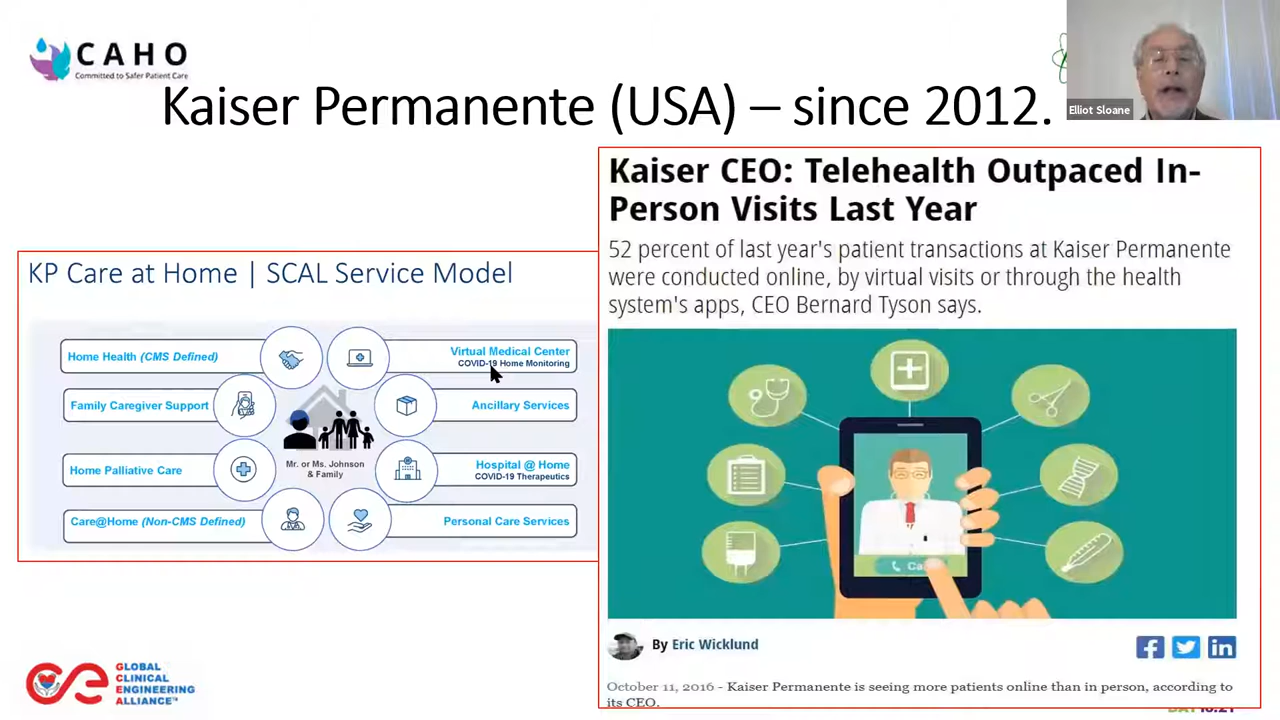 CAHO
Committed to Safer Patient Care
Kaiser Permanente (USA) – since 2012.
Elliot Sloane
KP Care at Home | SCAL Service Model
Home Health (CMS Defined)
Virtual Medical Center
COVID-19 Home Monitoring
Family Caregiver Support
Ancillary Services
Mr. or Ms. Johnson
& Family
Home Palliative Care
Hospital @ Home
COVID-19 Therapeutics
Care@Home (Non-CMS Defined)
Personal Care Services
Kaiser CEO: Telehealth Outpaced In-
Person Visits Last Year
52 percent of last year's patient transactions at Kaiser Permanente
were conducted online, by virtual visits or through the health
system's apps, CEO Bernard Tyson says.
By Eric Wicklund
October 11, 2016 - Kaiser Permanente is seeing more patients online than in person, according to
its CEO.
GLOBAL
CLINICAL
ENGINEERING
ALLIANCE™